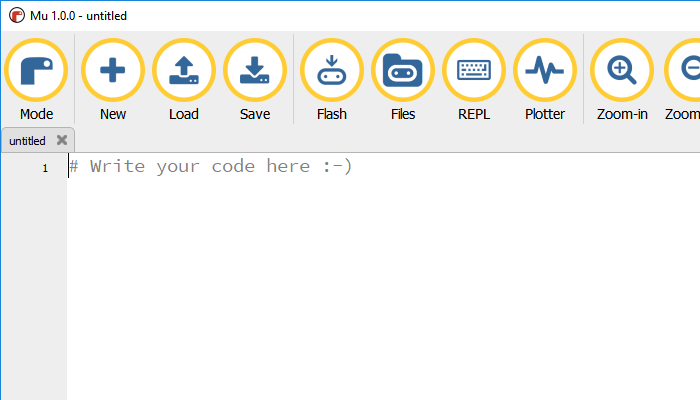 Mu 1.0.0 - untitled
Mode New Load Save Flash Files REPL Plotter Zoom-in Zoom
untitled
1 # Write your code here :-)